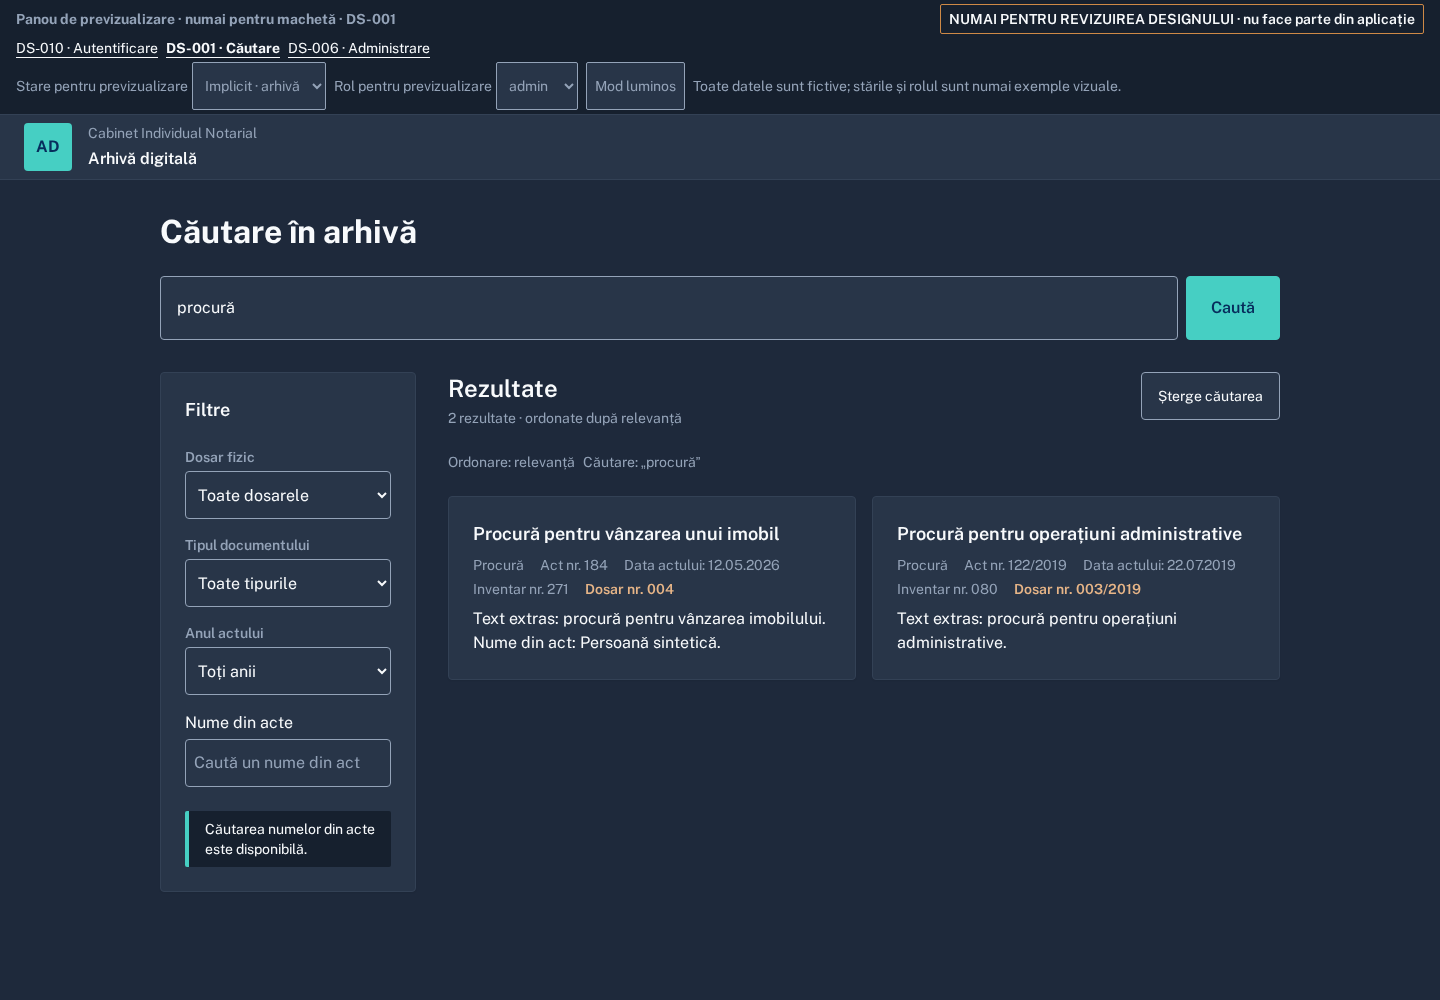 Panou de previzualizare · numai pentru machetă · DS-001
NUMAI PENTRU REVIZUIREA DESIGNULUI · nu face parte din aplicație
DS-010 · Autentificare DS-001 · Căutare DS-006 · Administrare
Stare pentru previzualizare Implicit · arhivă Rol pentru previzualizare admin Mod luminos Toate datele sunt fictive; stările și rolul sunt numai exemple vizuale.
AD
Cabinet Individual Notarial
Arhivă digitală
Căutare în arhivă
procură
Caută
Filtre
Dosar fizic
Toate dosarele
Tipul documentului
Toate tipurile
Anul actului
Toți anii
Nume din acte
Caută un nume din act
Căutarea numelor din acte
este disponibilă.
Rezultate
2 rezultate · ordonate după relevanță
Șterge căutarea
Ordonare: relevanță Căutare: „procură”
Procură pentru vânzarea unui imobil
Procură Act nr. 184 Data actului: 12.05.2026
Inventar nr. 271 Dosar nr. 004
Text extras: procură pentru vânzarea imobilului.
Nume din act: Persoană sintetică.
Procură pentru operațiuni administrative
Procură Act nr. 122/2019 Data actului: 22.07.2019
Inventar nr. 080 Dosar nr. 003/2019
Text extras: procură pentru operațiuni
administrative.